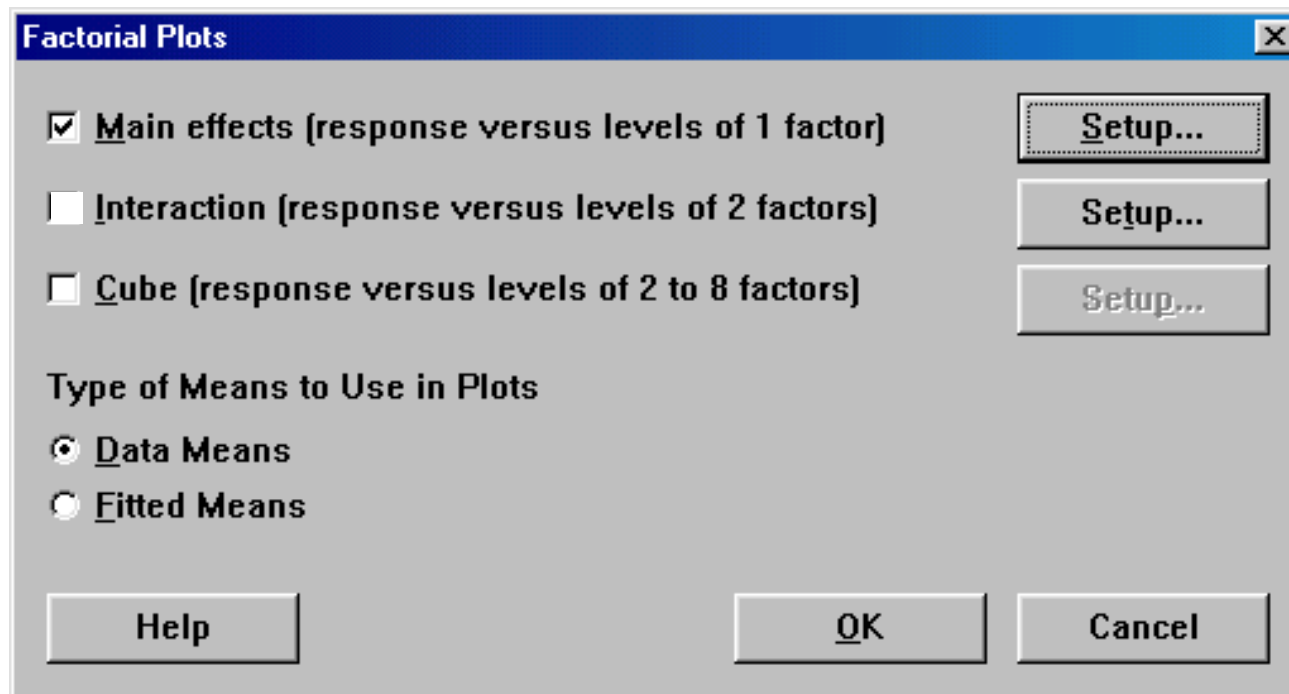 Factorial Plots
Main effects (response versus levels of 1 factor) Setup...
Interaction (response versus levels of 2 factors) Setup...
Cube (response versus levels of 2 to 8 factors) Setup...
Type of Means to Use in Plots
Data Means
Fitted Means
Help OK Cancel